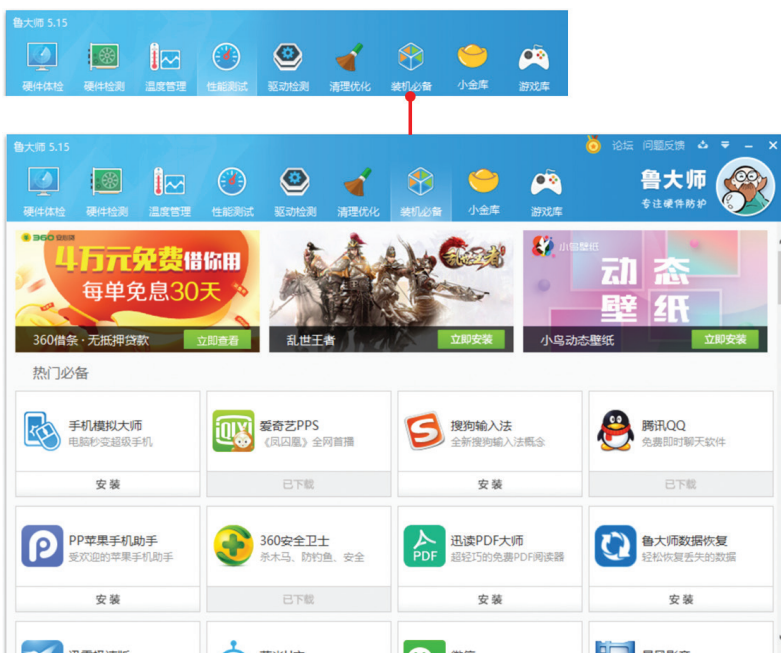 鲁大师 5.15
硬件体检 硬件检测 温度管理 性能测试 驱动检测 清理优化 装机必备 小金库 游戏库
鲁大师 5.15 论坛 问题反馈
硬件体检 硬件检测 温度管理 性能测试 驱动检测 清理优化 装机必备 小金库 游戏库
鲁大师
专注硬件防护
360借条
4万元免费借你用
每单免息30天
360借条·无抵押贷款 立即查看
乱世王者
乱世王者 立即安装
小鸟壁纸
动态
壁纸
小鸟动态壁纸 立即安装
热门必备
手机模拟大师
电脑秒变超级手机
安装
爱奇艺PPS
《凤囚凰》全网首播
已下载
搜狗输入法
全新搜狗输入法概念
安装
腾讯QQ
免费即时聊天软件
已下载
PP苹果手机助手
受欢迎的苹果手机助手
安装
360安全卫士
杀木马、防钓鱼、安全
已下载
PDF
迅读PDF大师
超轻巧的免费PDF阅读器
安装
鲁大师数据恢复
轻松恢复丢失的数据
安装